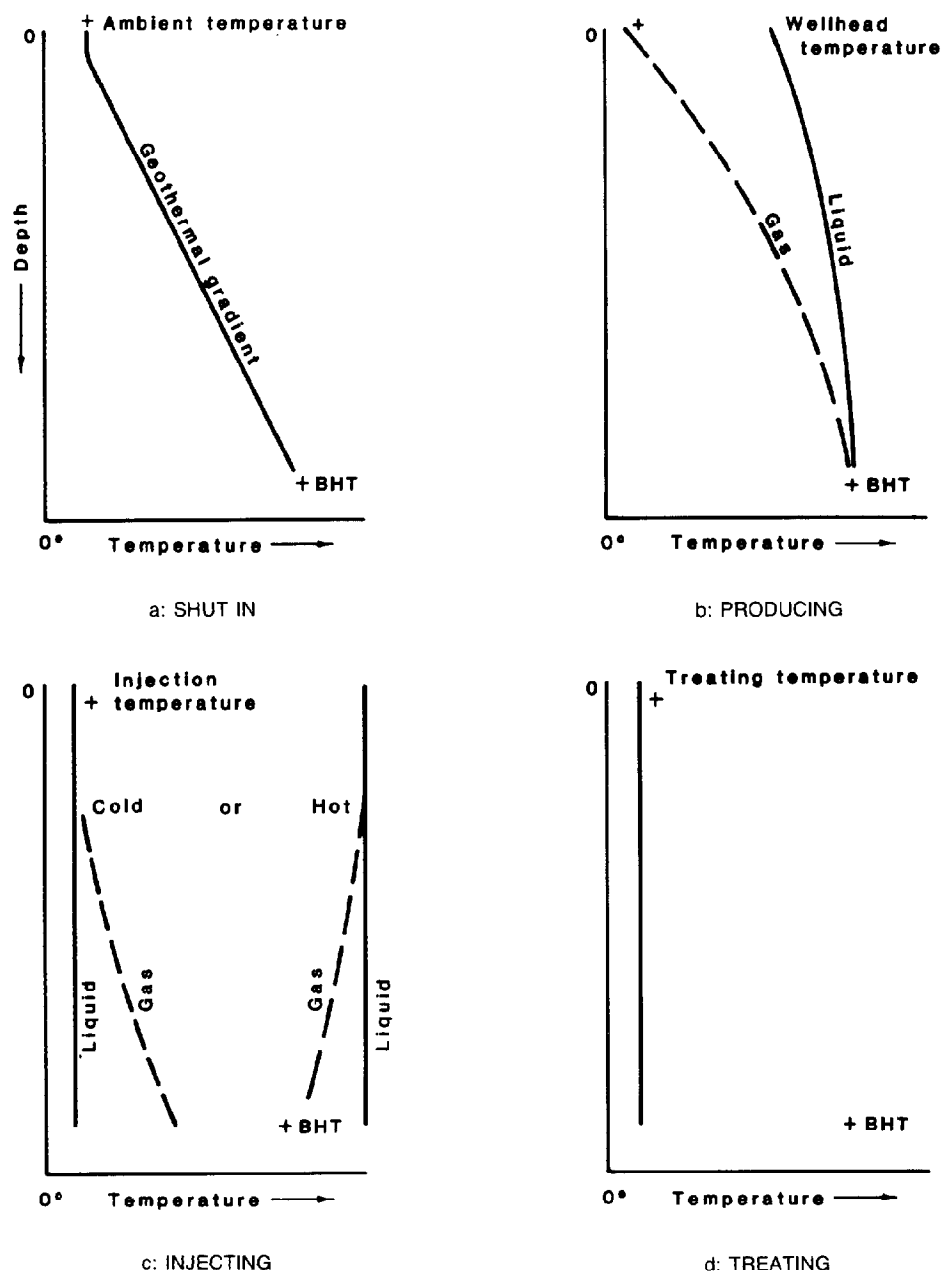 + Ambient temperature
0
Geothermal gradient
Depth
+ BHT
0° Temperature
a: SHUT IN
+ Wellhead
temperature
0
Gas
Liquid
+ BHT
0° Temperature
b: PRODUCING
Injection
+ temperature
0
Cold or Hot
Liquid
Gas
Gas
Liquid
+ BHT
0° Temperature
c: INJECTING
Treating temperature
+
0
+ BHT
0° Temperature
d: TREATING